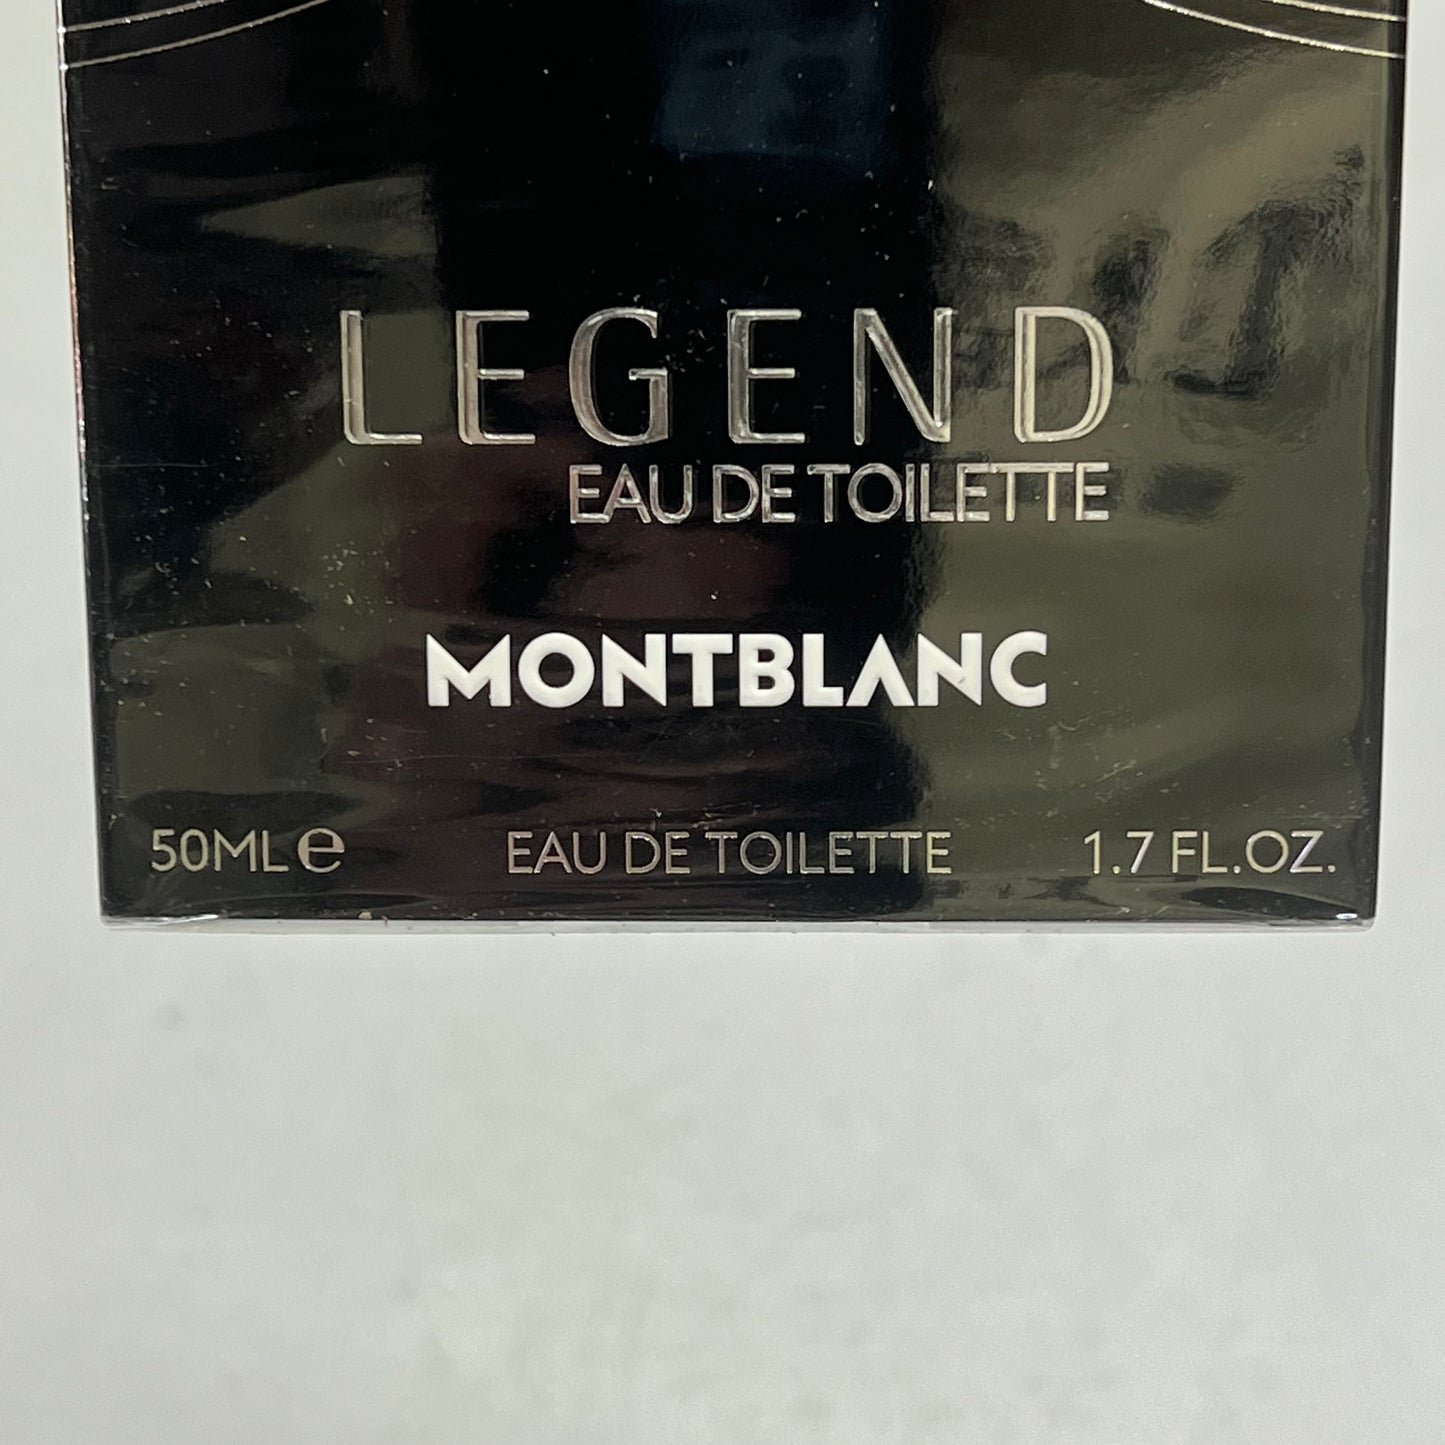 LEGEND
EAU DE TOILETTE
MONTBLANC
50ML e EAU DE TOILETTE 1.7 FL.OZ.